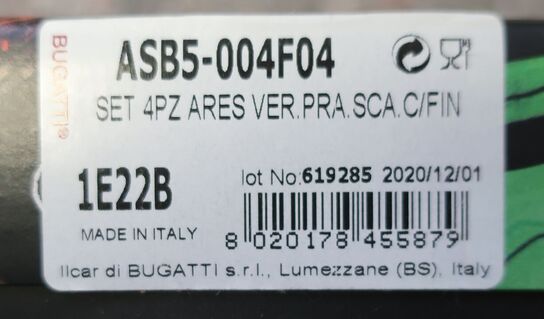 BUGATTI®
ASB5-004F04
SET 4PZ ARES VER.PRA.SCA.C/FIN
1E22B
lot No:619285 2020/12/01
MADE IN ITALY
8 020178 455879
Ilcar di BUGATTI s.r.l., Lumezzane (BS), Italy